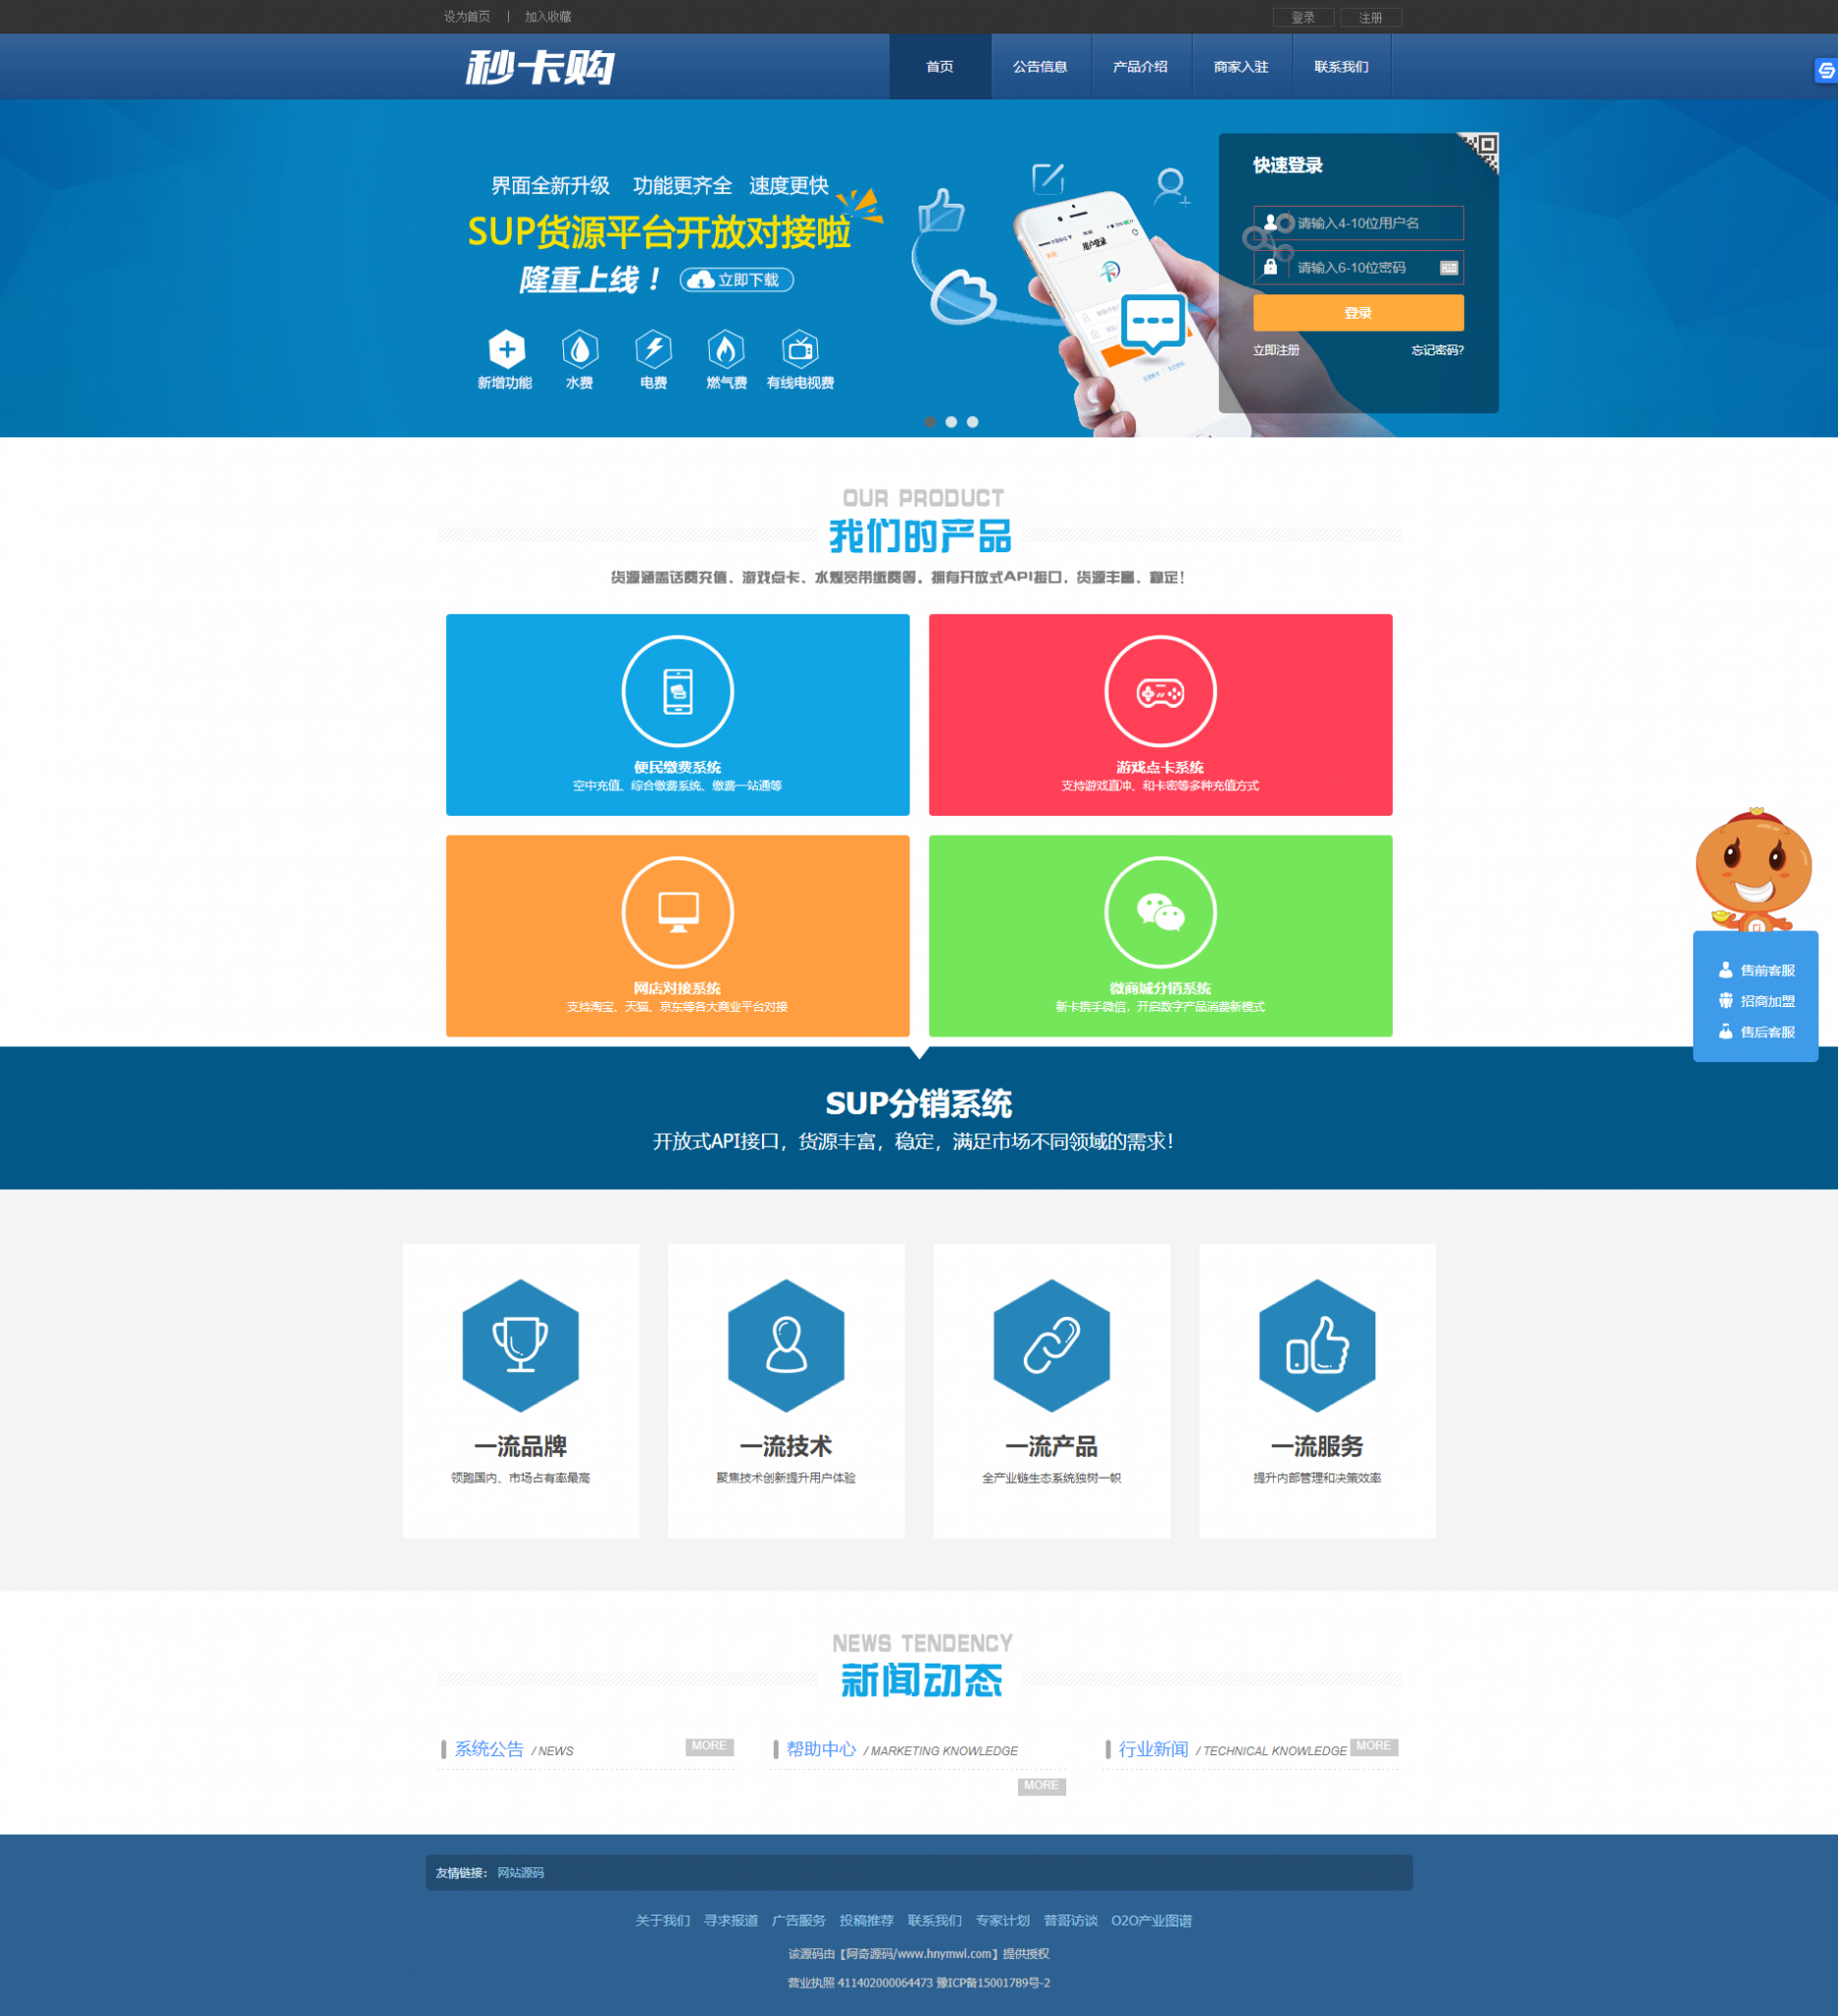 设为首页 | 加入收藏
登录 注册
秒卡购
首页 公告信息 产品介绍 商家入驻 联系我们
界面全新升级 功能更齐全 速度更快
SUP货源平台开放对接啦
隆重上线！ 立即下载
新增功能 水费 电费 燃气费 有线电视费
用户登录
快速登录
请输入4-10位用户名
请输入6-10位密码
登录
立即注册 忘记密码?
OUR PRODUCT
我们的产品
货源涵盖话费充值、游戏点卡、水煤宽带缴费等。拥有开放式API接口，货源丰富、稳定！
便民缴费系统
空中充值、综合缴费系统、缴费一站通等
游戏点卡系统
支持游戏直冲、和卡密等多种充值方式
网店对接系统
支持淘宝、天猫、京东等各大商业平台对接
微商城分销系统
新卡携手微信，开启数字产品消费新模式
售前客服
招商加盟
售后客服
SUP分销系统
开放式API接口，货源丰富，稳定，满足市场不同领域的需求！
一流品牌
领跑国内、市场占有率最高
一流技术
聚焦技术创新提升用户体验
一流产品
全产业链生态系统独树一帜
一流服务
提升内部管理和决策效率
NEWS TENDENCY
新闻动态
系统公告 / NEWS MORE
帮助中心 / MARKETING KNOWLEDGE
MORE
行业新闻 / TECHNICAL KNOWLEDGE MORE
友情链接： 网站源码
关于我们 寻求报道 广告服务 投稿推荐 联系我们 专家计划 普哥访谈 O2O产业图谱
该源码由【阿奇源码/www.hnymwl.com】提供授权
营业执照 411402000064473 豫ICP备15001789号-2